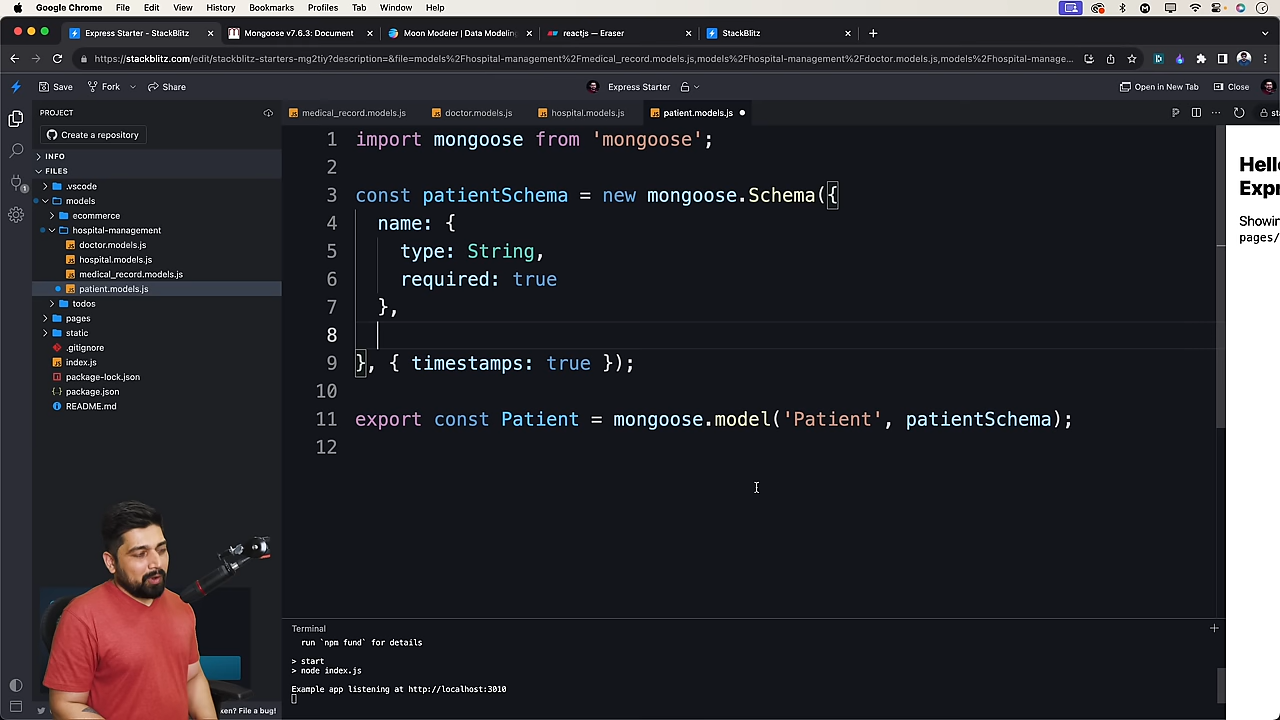 Google Chrome File Edit View History Bookmarks Profiles Tab Window Help
Express Starter - StackBlitz
Mongoose v7.6.3: Document
Moon Modeler | Data Modeling
reactjs — Eraser
StackBlitz
https://stackblitz.com/edit/stackblitz-starters-mg2tiy?description=&file=models%2Fhospital-management%2Fmedical_record.models.js,models%2Fhospital-management%2Fdoctor.models.js,models%2Fhospital-manage...
Save Fork Share
Express Starter
Open in New Tab Close
PROJECT
Create a repository
INFO
FILES
.vscode
models
ecommerce
hospital-management
doctor.models.js
hospital.models.js
medical_record.models.js
patient.models.js
todos
pages
static
.gitignore
index.js
package-lock.json
package.json
README.md
medical_record.models.js doctor.models.js hospital.models.js patient.models.js
1 import mongoose from 'mongoose';
2
3 const patientSchema = new mongoose.Schema({
4 name: {
5 type: String,
6 required: true
7 },
8
9 }, { timestamps: true });
10
11 export const Patient = mongoose.model('Patient', patientSchema);
12
Hell
Expr
Showin
pages/
Terminal
run `npm fund` for details
> start
> node index.js
Example app listening at http://localhost:3010
ken? File a bug!